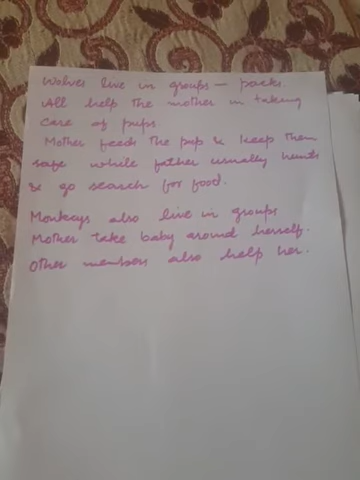 Wolves live in groups — packs.
All help the mother in taking
care of pups.
Mother feeds the pup & keep them
safe while father usually hunts
& go search for food.
Monkeys also live in groups
Mother take baby around herself.
Other members also help her.